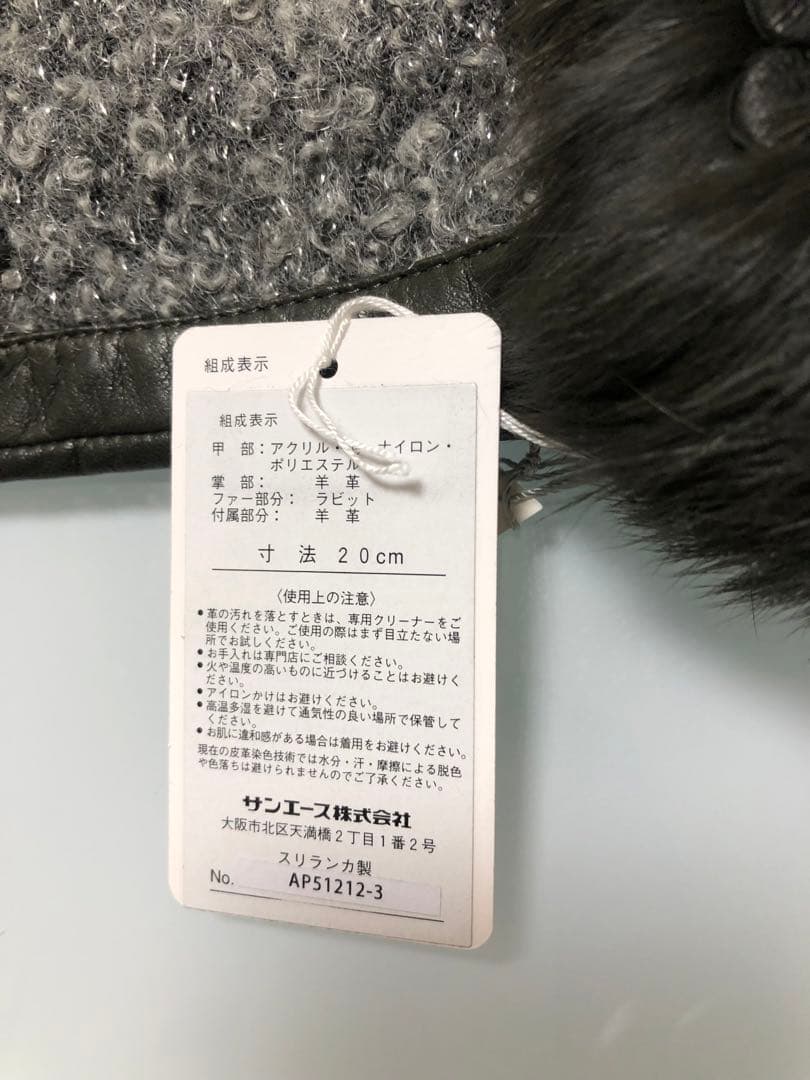 組成表示
組成表示
甲 部：アクリル・ ナイロン・
ポリエステル
掌 部： 羊 革
ファー部分： ラビット
付属部分： 羊 革
寸 法 20cm
〈使用上の注意〉
●革の汚れを落とすときは、専用クリーナーをご
使用ください。ご使用の際はまず目立たない場
所でお試しください。
●お手入れは専門店にご相談ください。
●火や温度の高いものに近づけることはお避けく
ださい。
●アイロンかけはお避けください。
●高温多湿を避けて通気性の良い場所で保管して
ください。
●お肌に違和感がある場合は着用をお避けください。
現在の皮革染色技術では水分・汗・摩擦による脱色
や色落ちは避けられませんのでご了承ください。
サンエース株式会社
大阪市北区天満橋2丁目1番2号
スリランカ製
No. AP51212-3